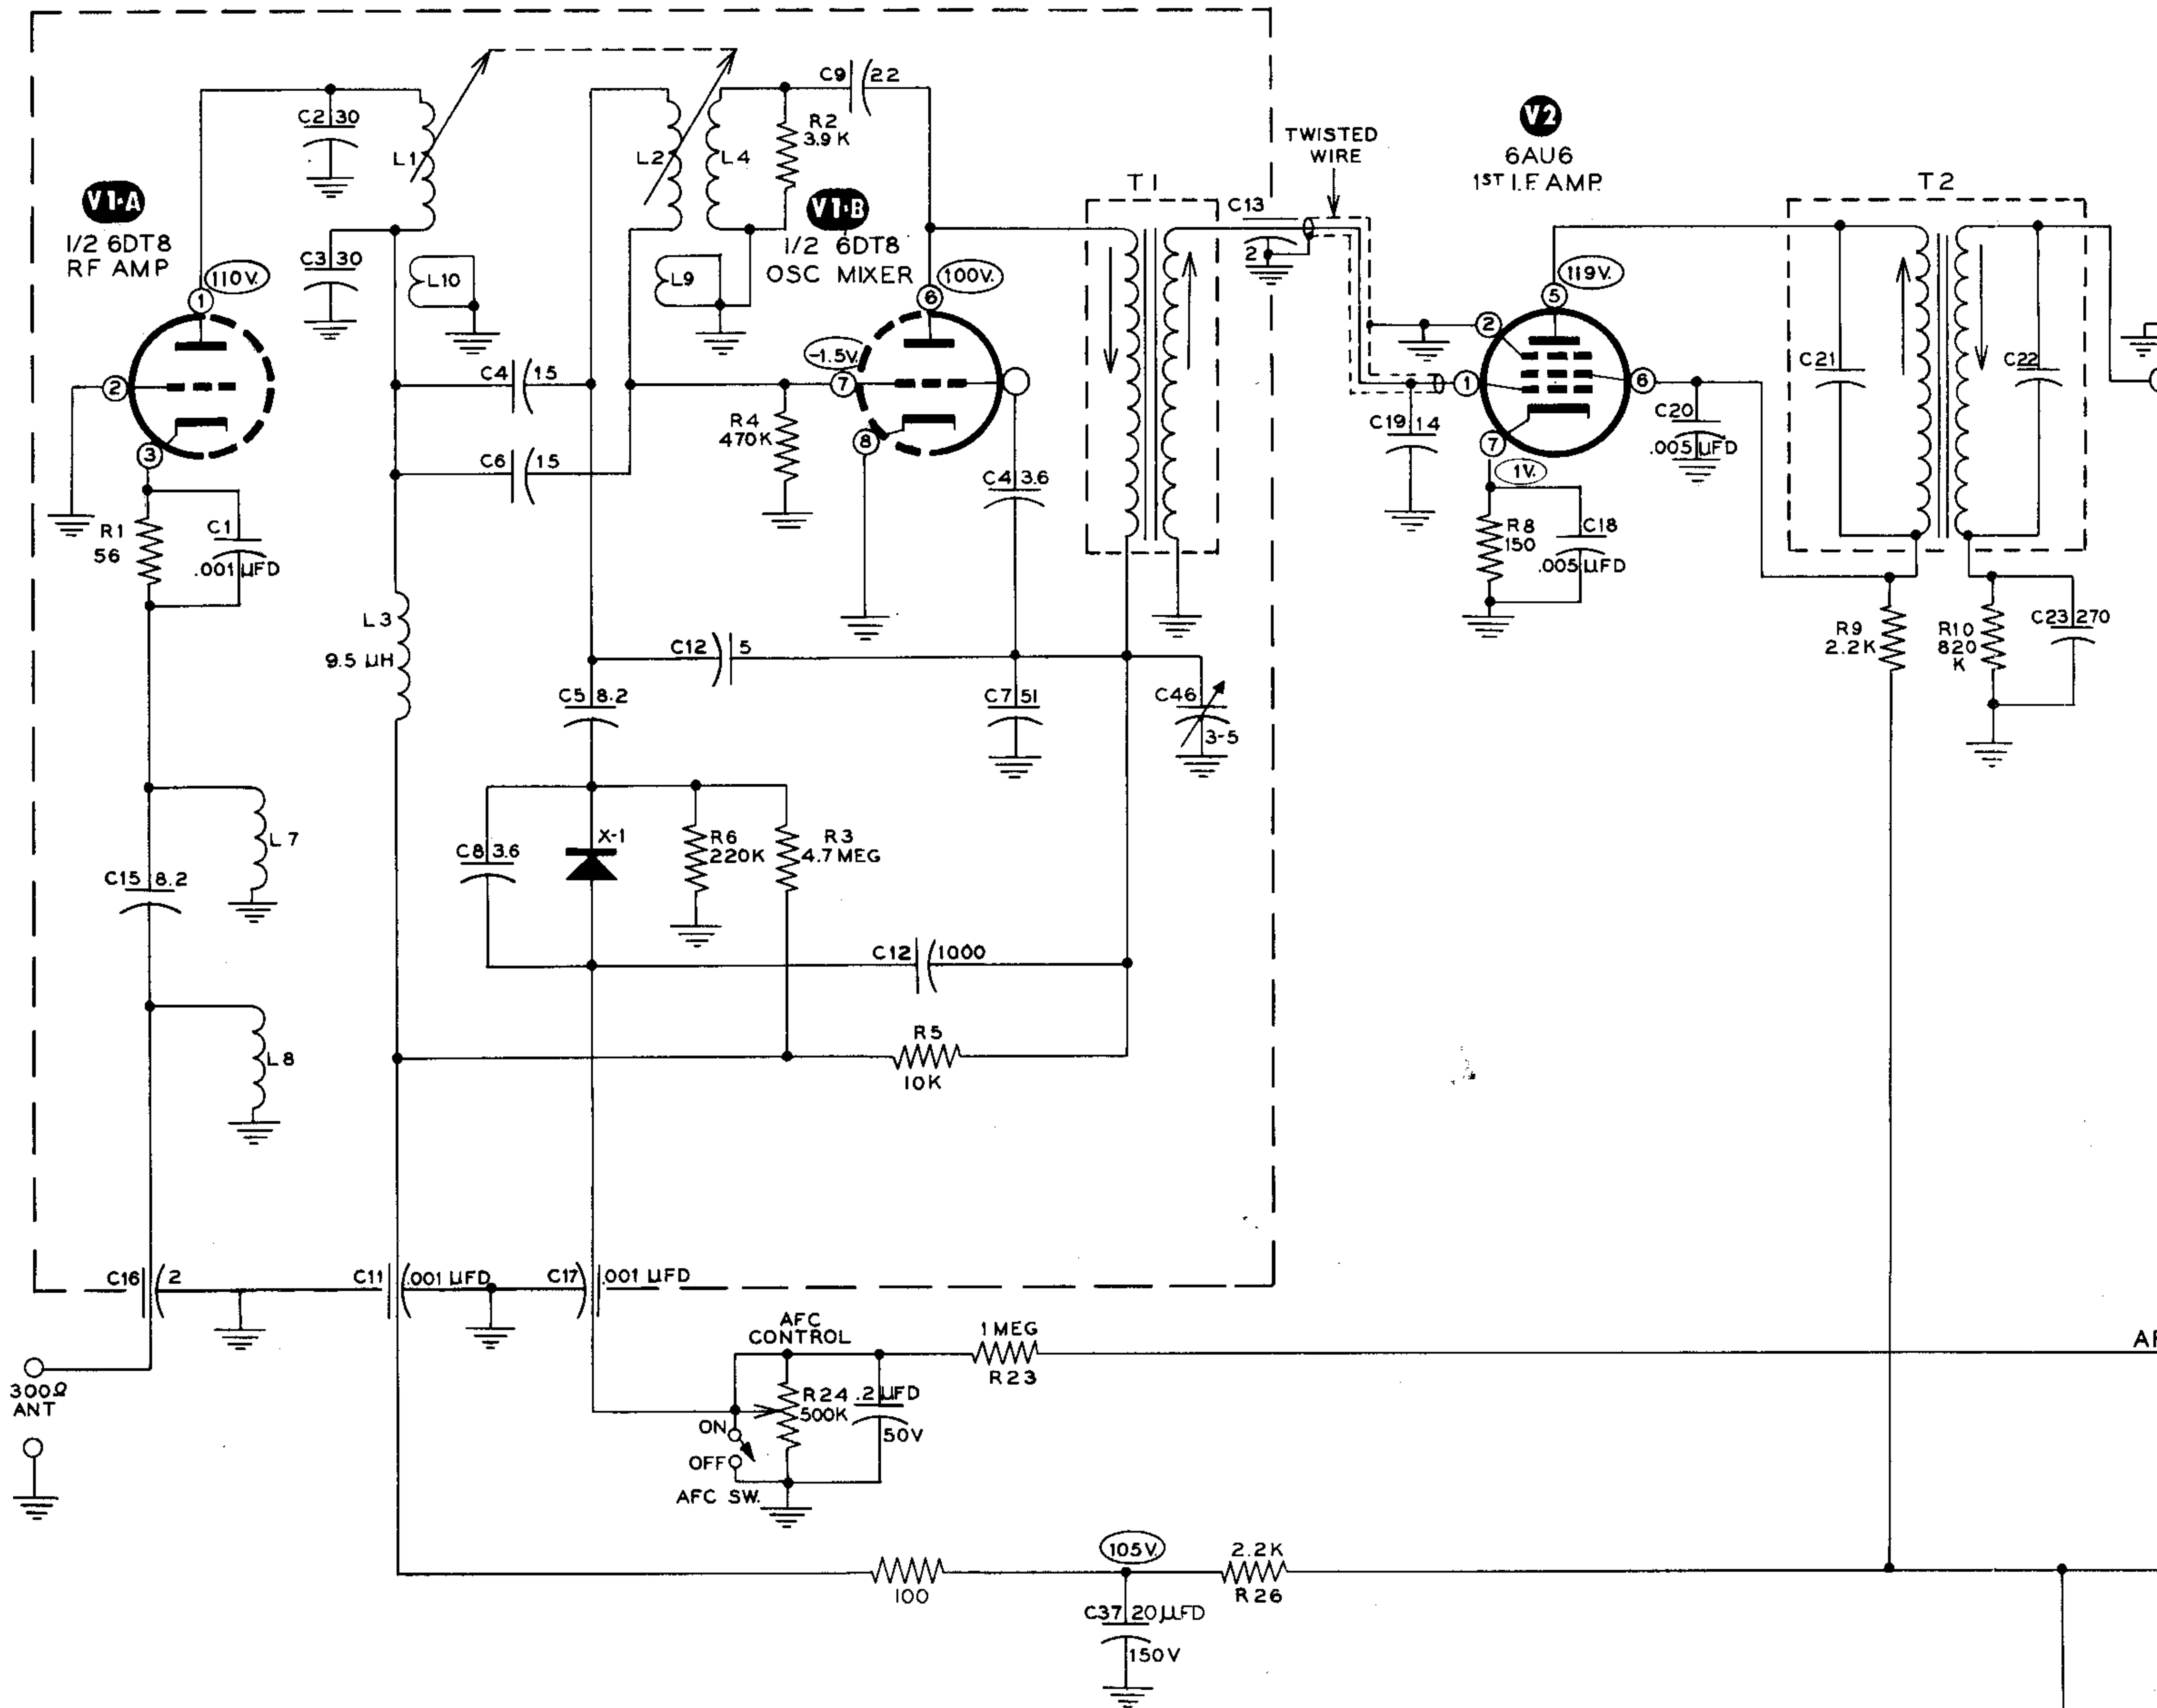 C9 22
C2 30
L1
L2
L4
R2
3.9 K
V1·A
1/2 6DT8
RF AMP
110V.
C3 30
L10
L9
V1·B
1/2 6DT8
OSC MIXER
100V.
-1.5V.
T1
C13
2
TWISTED
WIRE
V2
6AU6
1ST I.F. AMP.
119V.
T2
C21
C22
1
2
3
6
7
8
5
2
1
6
7
C4 15
C6 15
R4
470K
C4 3.6
C19 14
1V.
C20
.005 µFD
R1
56
C1
.001 µFD
R8
150
C18
.005 µFD
L3
9.5 µH
C12 5
C5 8.2
C7 51
C46
3-5
R9
2.2K
R10
820
K
C23 270
X-1
C8 3.6
R6
220K
R3
4.7 MEG
L7
C15 8.2
C12 1000
L8
R5
10K
C16 2
C11 .001 µFD
C17 .001 µFD
AFC
CONTROL
1 MEG
R23
AF
300Ω
ANT
R24
500K
.2 µFD
50V
ON
OFF
AFC SW.
105V.
100
2.2K
R26
C37 20µFD
150V